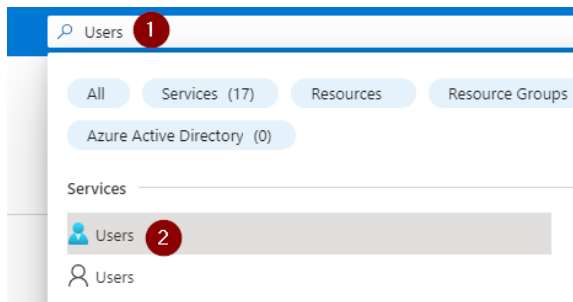 Users 1
All Services (17) Resources Resource Groups
Azure Active Directory (0)
Services
Users 2
Users